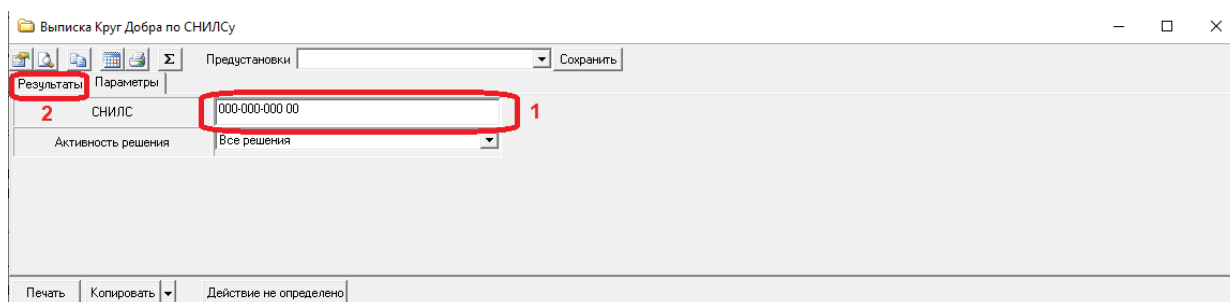 Выписка Круг Добра по СНИЛСу
Σ Предустановки Сохранить
Результаты Параметры
2 СНИЛС 000-000-000 00 1
Активность решения Все решения
Печать Копировать Действие не определено